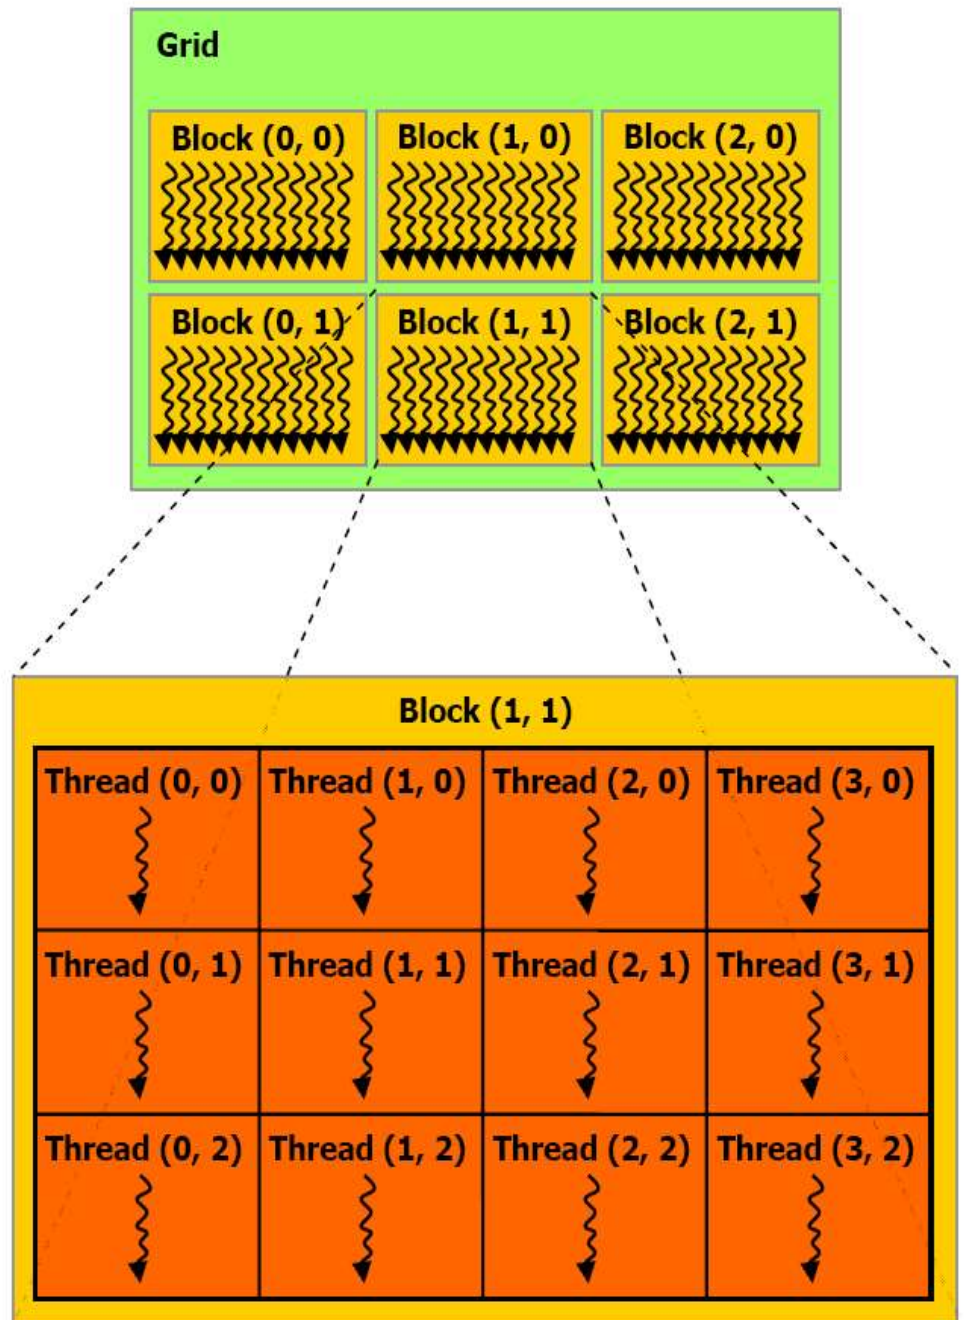 Grid
Block (0, 0) Block (1, 0) Block (2, 0)
Block (0, 1) Block (1, 1) Block (2, 1)
Block (1, 1)
Thread (0, 0) Thread (1, 0) Thread (2, 0) Thread (3, 0)
Thread (0, 1) Thread (1, 1) Thread (2, 1) Thread (3, 1)
Thread (0, 2) Thread (1, 2) Thread (2, 2) Thread (3, 2)